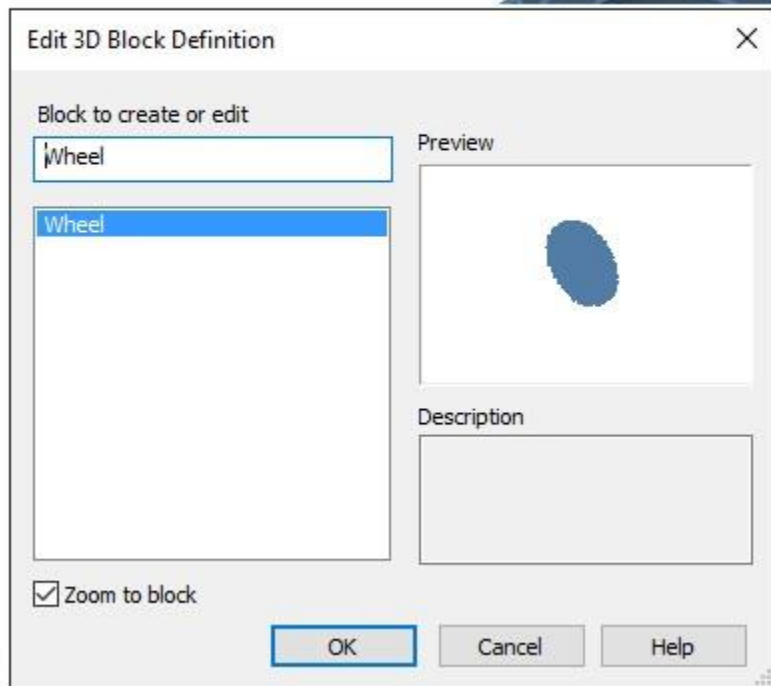 Edit 3D Block Definition
Block to create or edit
Wheel
Wheel
Preview
Description
Zoom to block
OK
Cancel
Help